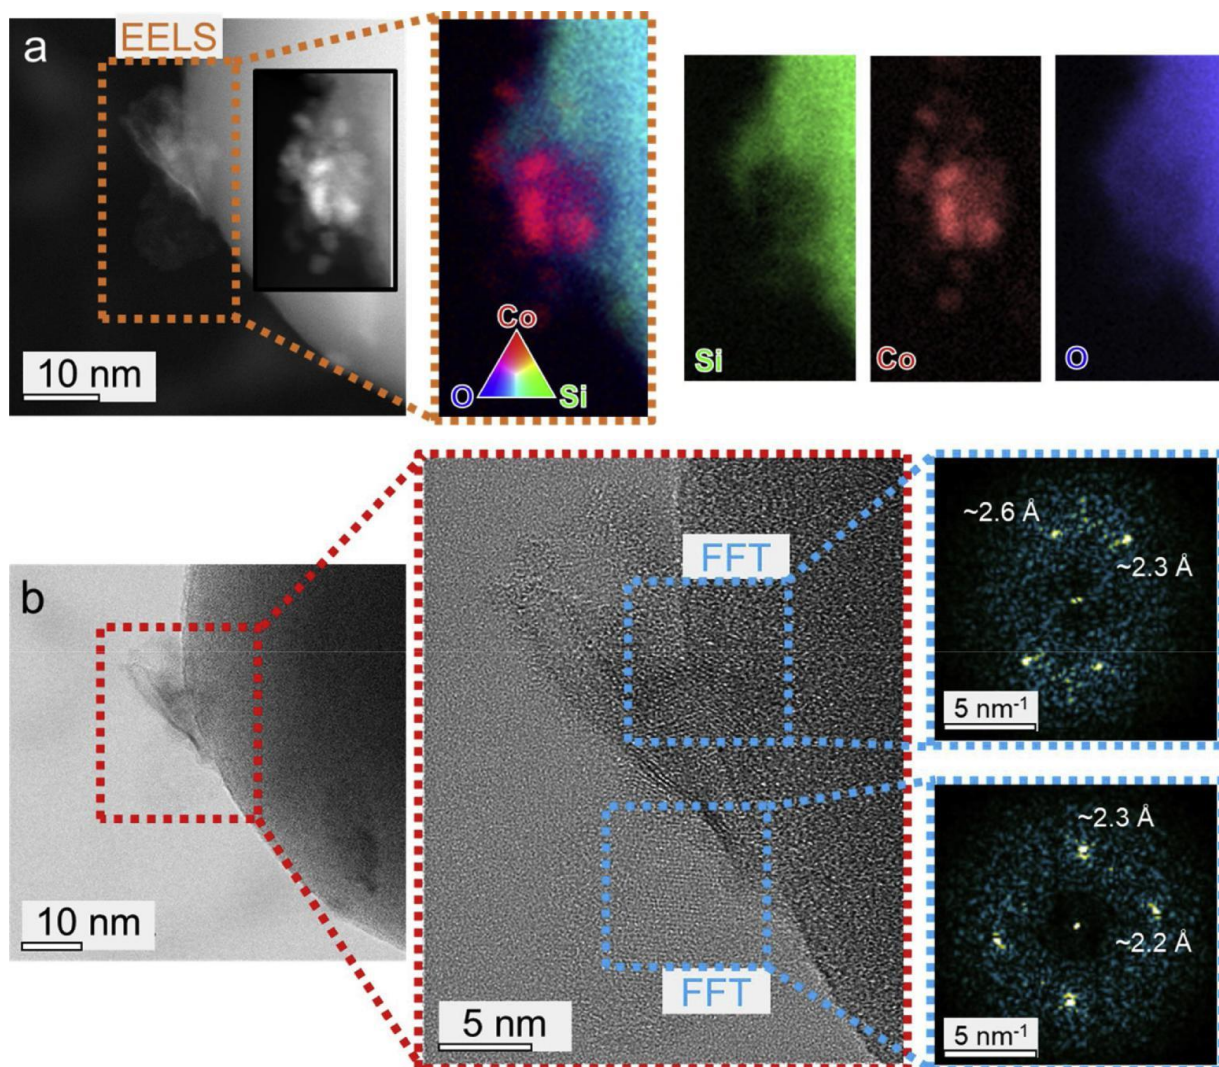 a
EELS
10 nm
Co
O
Si
Si
Co
O
b
10 nm
FFT
FFT
5 nm
~2.6 Å
~2.3 Å
5 nm⁻¹
~2.3 Å
~2.2 Å
5 nm⁻¹